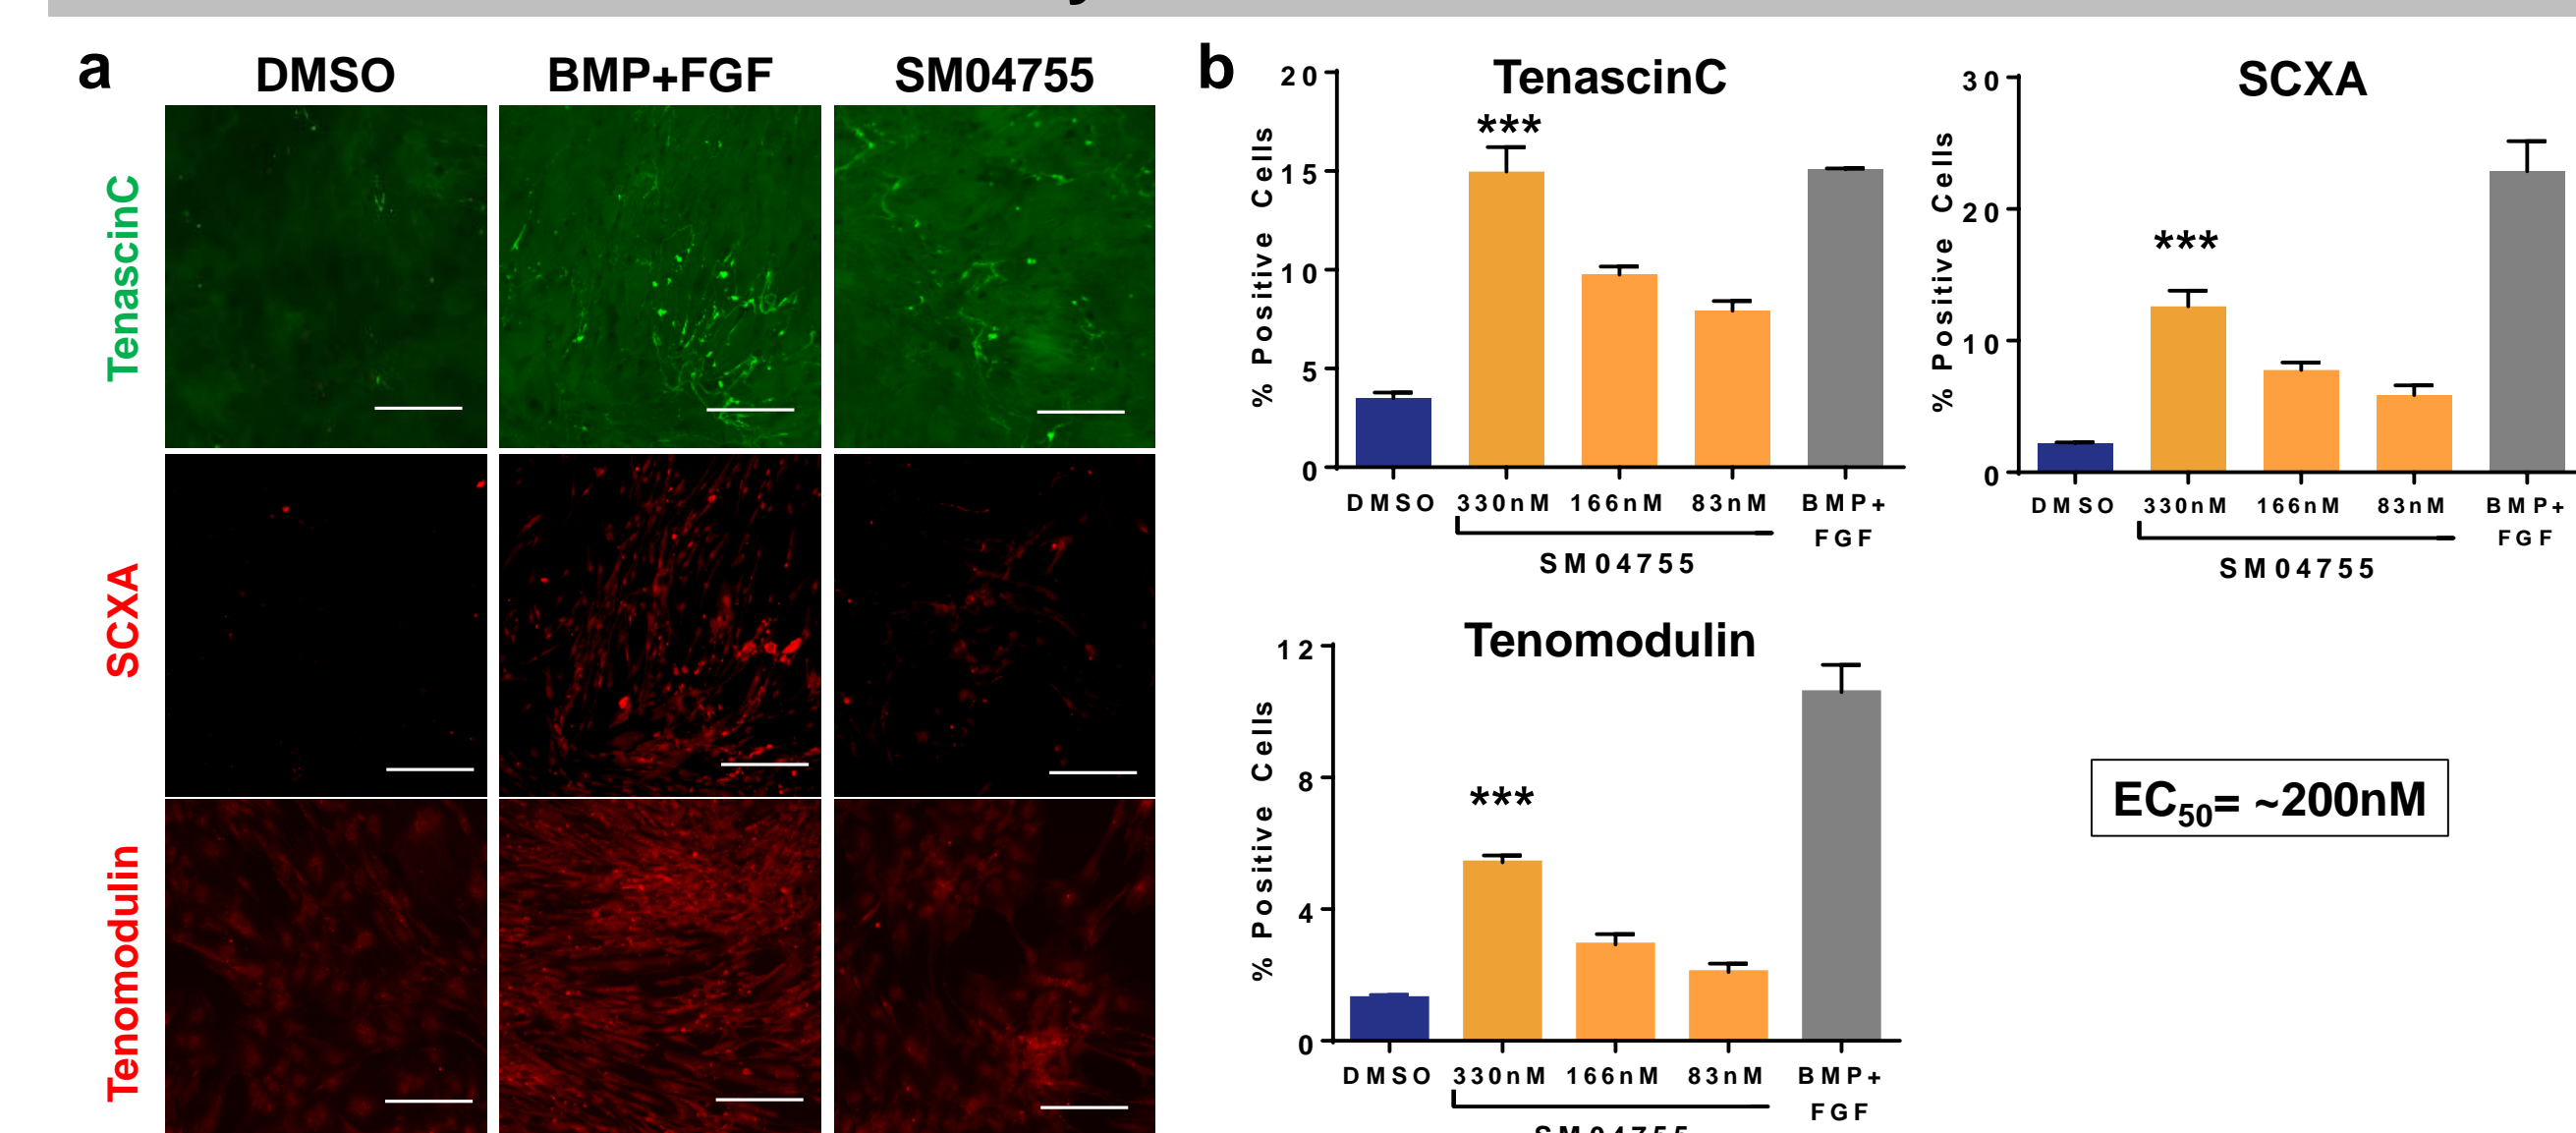 a
DMSO
BMP+FGF
SM04755
TenascinC
SCXA
Tenomodulin
b
TenascinC
20
15
10
5
0
% Positive Cells
***
DMSO
330nM
166nM
83nM
BMP+
FGF
SM04755
SCXA
30
20
10
0
% Positive Cells
***
DMSO
330nM
166nM
83nM
BMP+
FGF
SM04755
Tenomodulin
12
8
4
0
% Positive Cells
***
DMSO
330nM
166nM
83nM
BMP+
FGF
SM04755
EC50= ~200nM